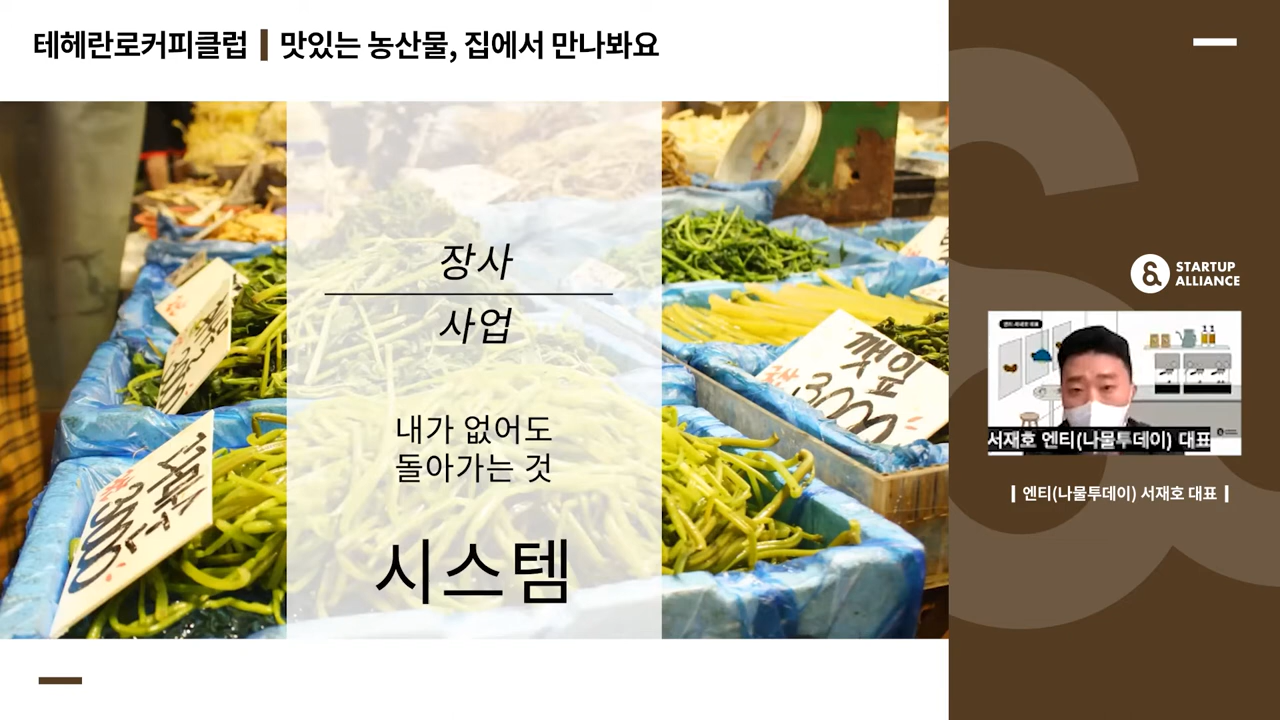 테헤란로커피클럽 | 맛있는 농산물, 집에서 만나봐요
장사
사업
내가 없어도
돌아가는 것
시스템
깻잎
국산
3000
3000
STARTUP
ALLIANCE
서재호 엔티(나물투데이) 대표
| 엔티(나물투데이) 서재호 대표 |